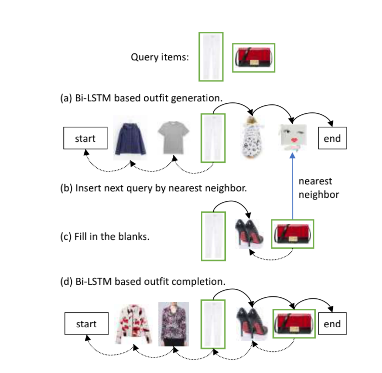 Query items:
(a) Bi-LSTM based outfit generation.
start
end
(b) Insert next query by nearest neighbor.
nearest
neighbor
(c) Fill in the blanks.
(d) Bi-LSTM based outfit completion.
start
end